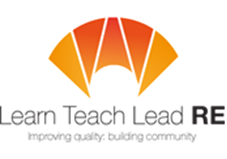 Learn Teach Lead RE
Improving quality: building community